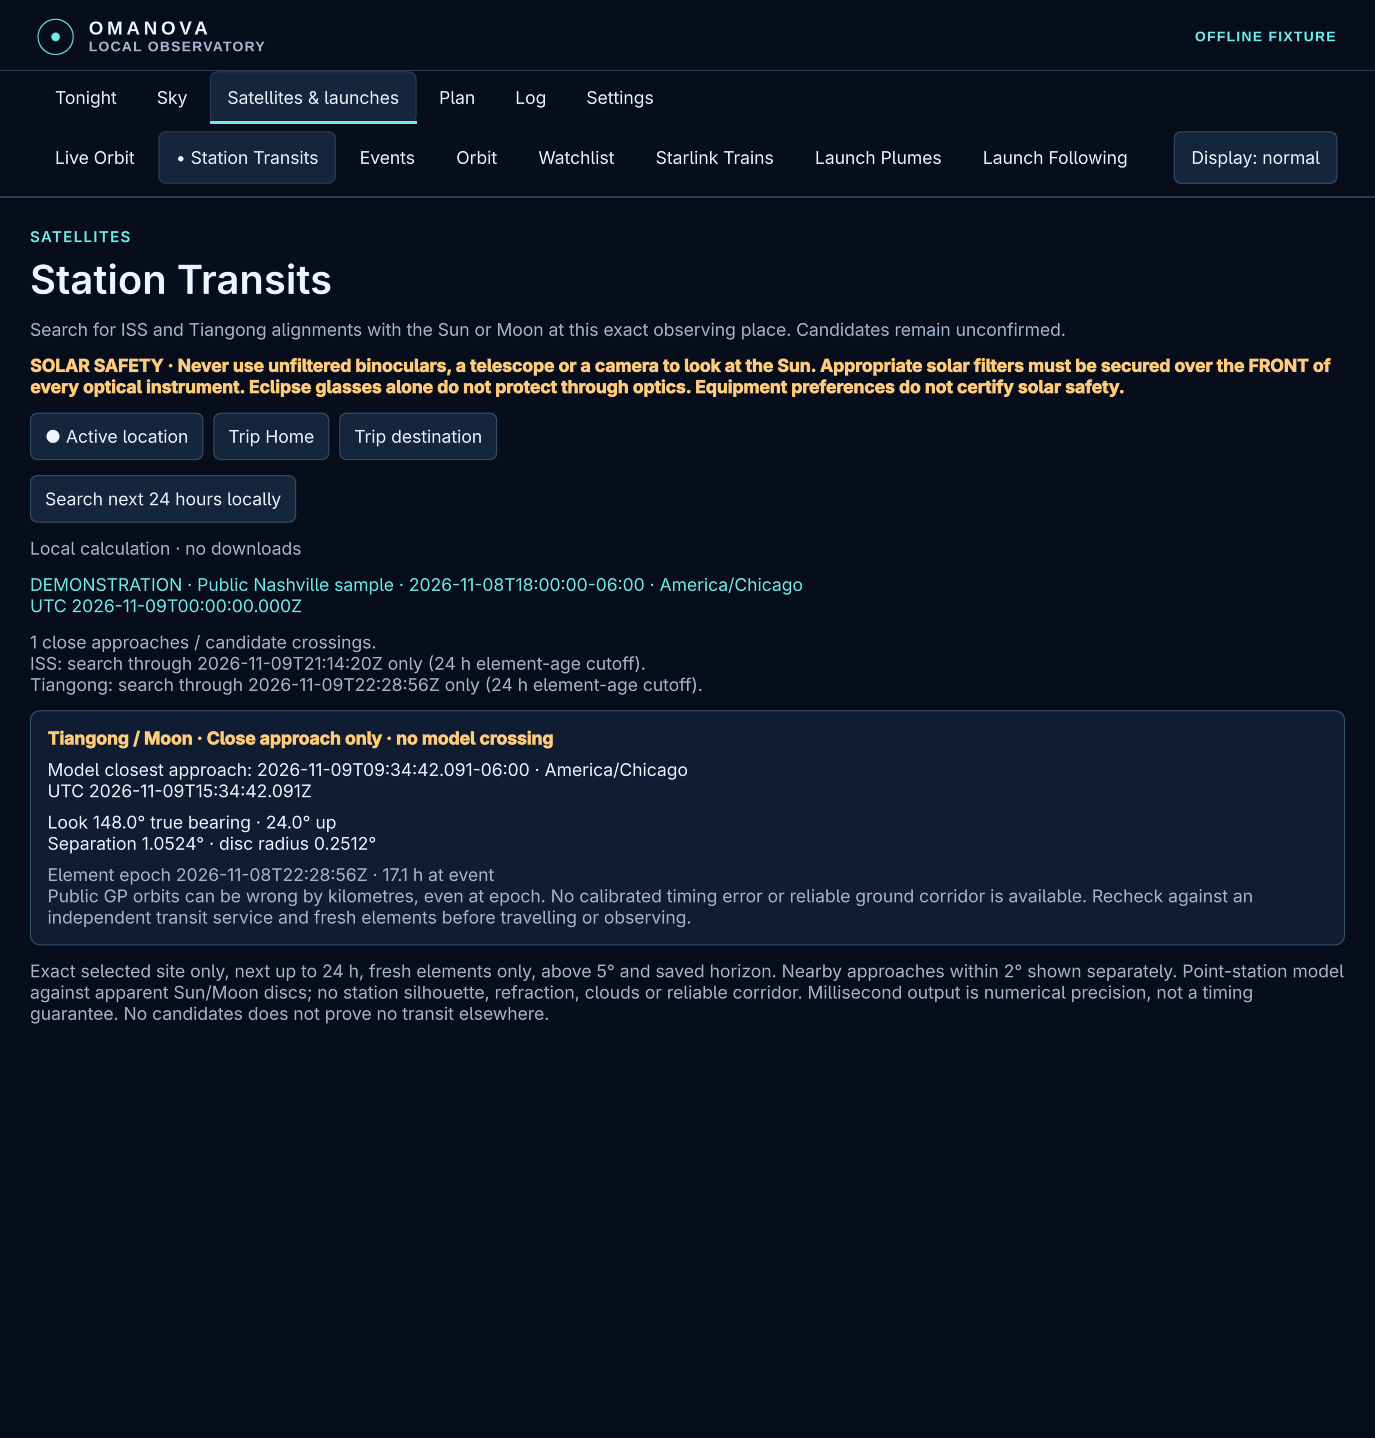 OMANOVA
LOCAL OBSERVATORY
OFFLINE FIXTURE
Tonight Sky Satellites & launches Plan Log Settings
Live Orbit • Station Transits Events Orbit Watchlist Starlink Trains Launch Plumes Launch Following Display: normal
SATELLITES
Station Transits
Search for ISS and Tiangong alignments with the Sun or Moon at this exact observing place. Candidates remain unconfirmed.
SOLAR SAFETY · Never use unfiltered binoculars, a telescope or a camera to look at the Sun. Appropriate solar filters must be secured over the FRONT of
every optical instrument. Eclipse glasses alone do not protect through optics. Equipment preferences do not certify solar safety.
● Active location Trip Home Trip destination
Search next 24 hours locally
Local calculation · no downloads
DEMONSTRATION · Public Nashville sample · 2026-11-08T18:00:00-06:00 · America/Chicago
UTC 2026-11-09T00:00:00.000Z
1 close approaches / candidate crossings.
ISS: search through 2026-11-09T21:14:20Z only (24 h element-age cutoff).
Tiangong: search through 2026-11-09T22:28:56Z only (24 h element-age cutoff).
Tiangong / Moon · Close approach only · no model crossing
Model closest approach: 2026-11-09T09:34:42.091-06:00 · America/Chicago
UTC 2026-11-09T15:34:42.091Z
Look 148.0° true bearing · 24.0° up
Separation 1.0524° · disc radius 0.2512°
Element epoch 2026-11-08T22:28:56Z · 17.1 h at event
Public GP orbits can be wrong by kilometres, even at epoch. No calibrated timing error or reliable ground corridor is available. Recheck against an
independent transit service and fresh elements before travelling or observing.
Exact selected site only, next up to 24 h, fresh elements only, above 5° and saved horizon. Nearby approaches within 2° shown separately. Point-station model
against apparent Sun/Moon discs; no station silhouette, refraction, clouds or reliable corridor. Millisecond output is numerical precision, not a timing
guarantee. No candidates does not prove no transit elsewhere.